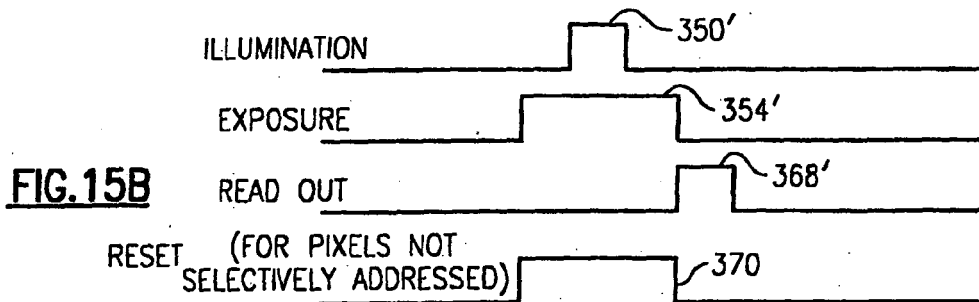 ILLUMINATION 350'
EXPOSURE 354'
FIG.15B READ OUT 368'
RESET (FOR PIXELS NOT
SELECTIVELY ADDRESSED) 370